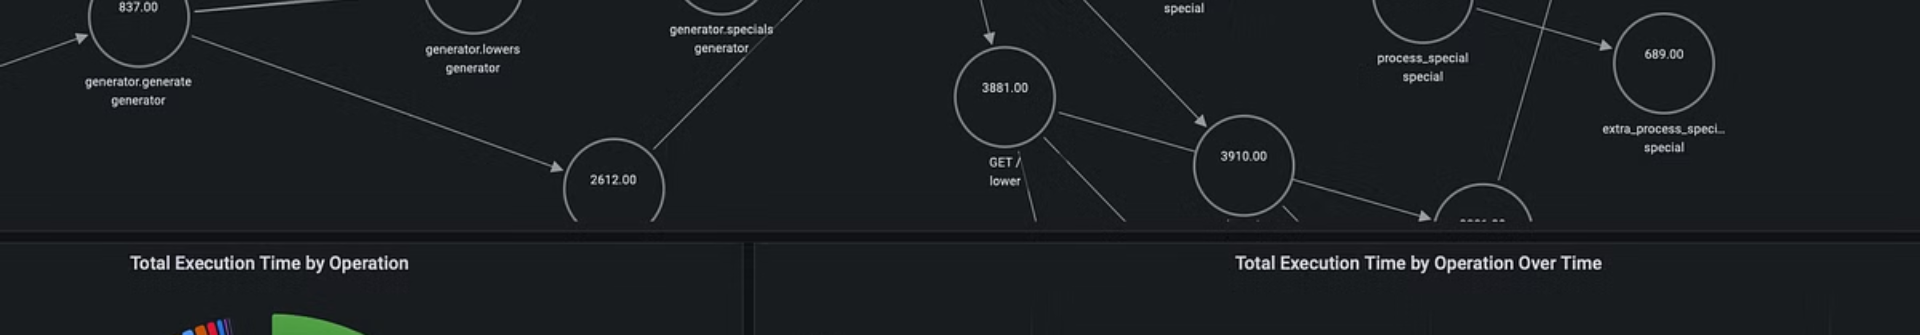 837.00
generator.generate
generator
generator.lowers
generator
generator.specials
generator
2612.00
special
3881.00
GET /
lower
3910.00
process_special
special
689.00
extra_process_speci...
special
Total Execution Time by Operation
Total Execution Time by Operation Over Time